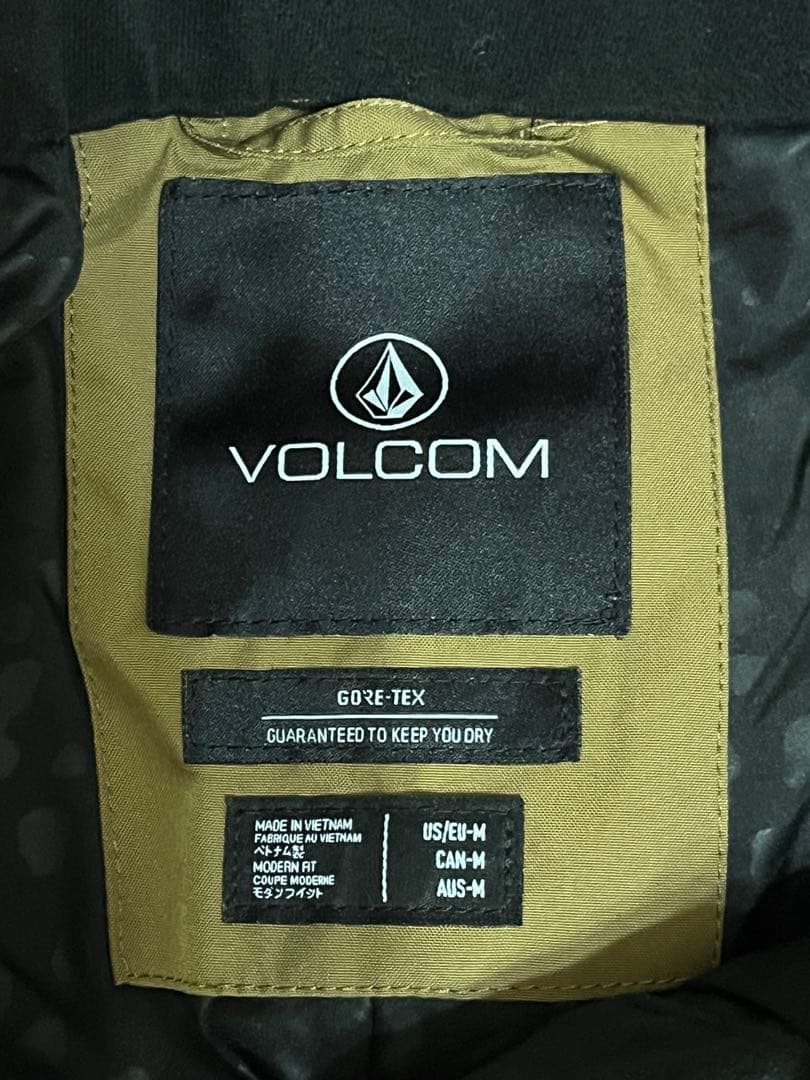 VOLCOM
GORE-TEX
GUARANTEED TO KEEP YOU DRY
MADE IN VIETNAM
FABRIQUE AU VIETNAM
ベトナム製
MODERN FIT
COUPE MODERNE
モダンフィット
US/EU-M
CAN-M
AUS-M